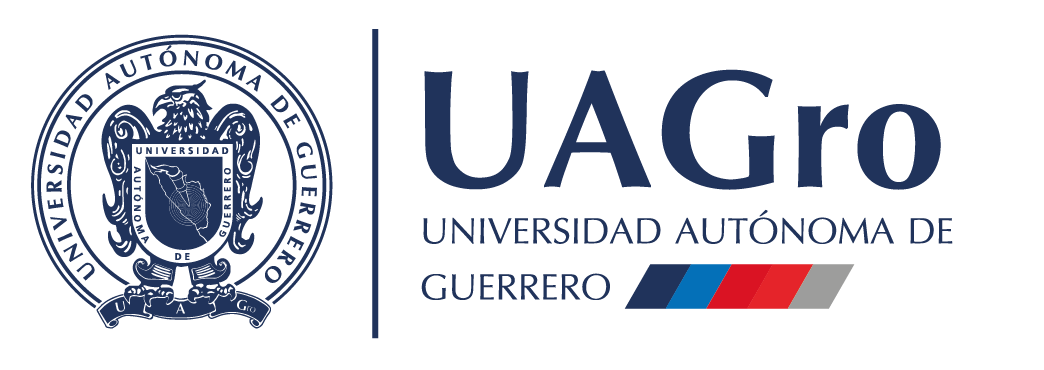 UNIVERSIDAD AUTÓNOMA DE GUERRERO
UNIVERSIDAD
AUTÓNOMA
DE
GUERRERO
U A Gro
UAGro
UNIVERSIDAD AUTÓNOMA DE
GUERRERO